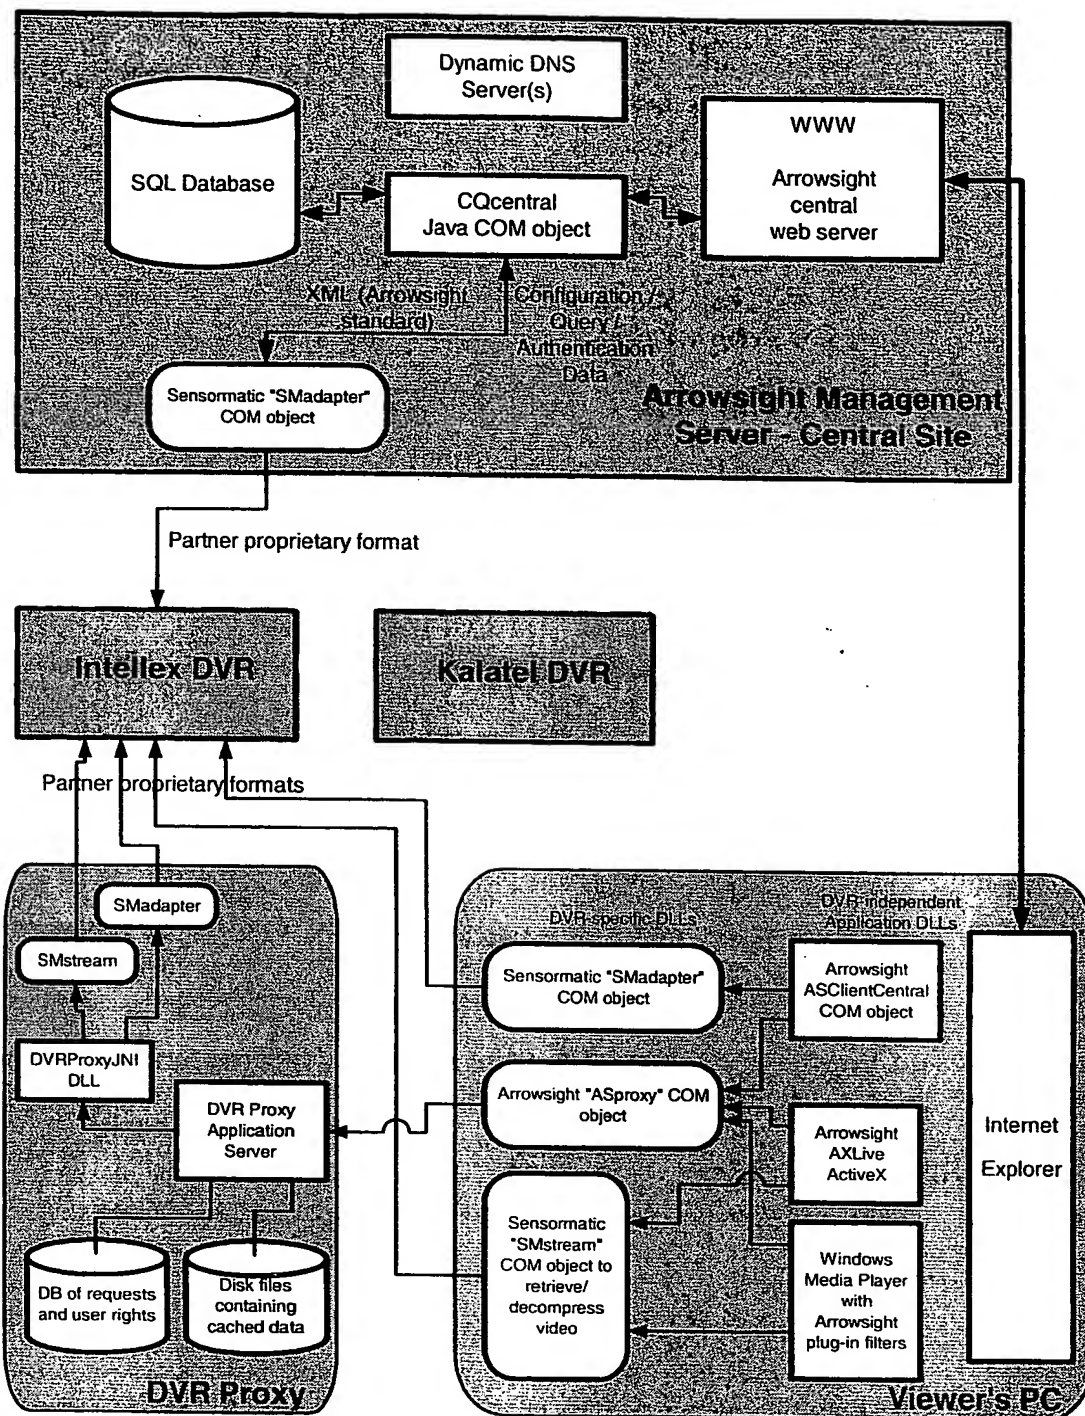 Dynamic DNS
Server(s)
SQL Database
WWW
Arrowsight
central
web server
CQcentral
Java COM object
XML (Arrowsight
standard)
Configuration /
Query /
Authentication
Data
Sensormatic "SMadapter"
COM object
Arrowsight Management
Server - Central Site
Partner proprietary format
Intellex DVR
Kalatel DVR
Partner proprietary formats
SMadapter
SMstream
DVRProxyJNI
DLL
DVR Proxy
Application
Server
DB of requests
and user rights
Disk files
containing
cached data
DVR Proxy
DVR-specific DLLs
DVR-independent
Application DLLs
Sensormatic "SMadapter"
COM object
Arrowsight
ASClientCentral
COM object
Arrowsight "ASproxy" COM
object
Arrowsight
AXLive
ActiveX
Sensormatic
"SMstream"
COM object to
retrieve/
decompress
video
Windows
Media Player
with
Arrowsight
plug-in filters
Internet
Explorer
Viewer's PC